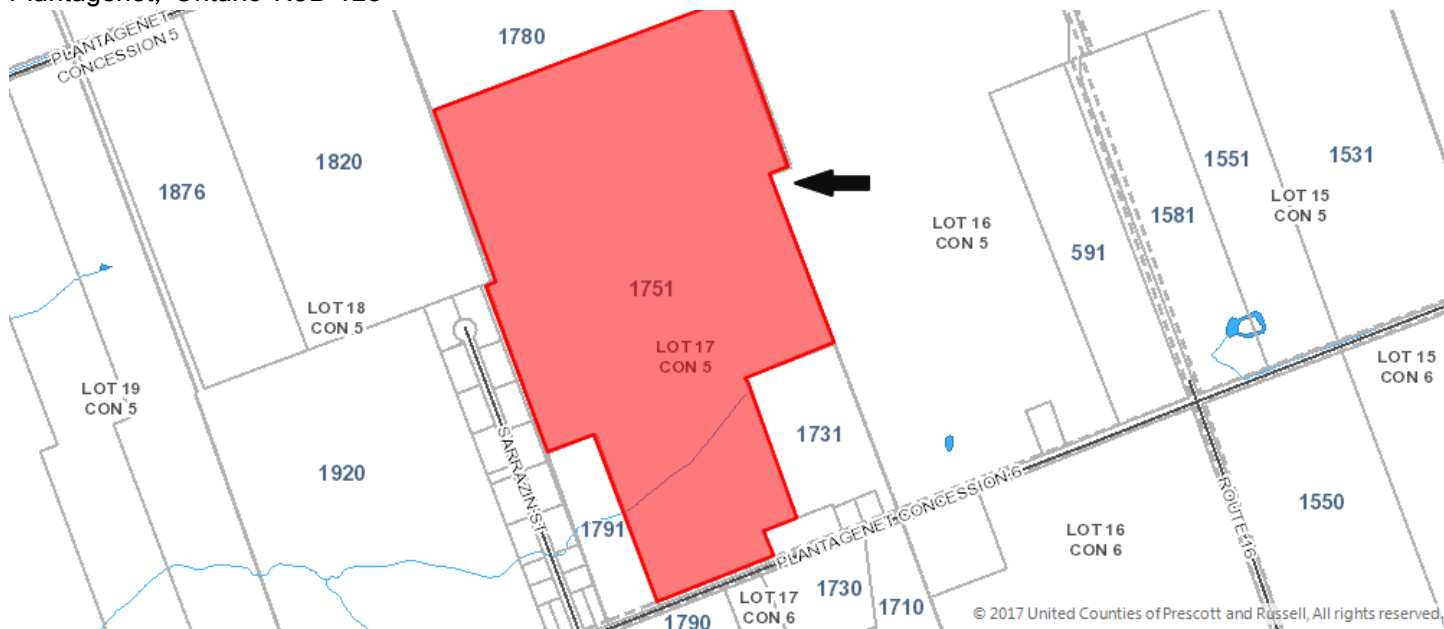 Plantagenet, Ontario
PLANTAGENET
CONCESSION 5
1780
1820
1876
1551
1531
1581
LOT 15
CON 5
LOT 16
CON 5
591
1751
LOT 18
CON 5
LOT 17
CON 5
LOT 15
CON 6
LOT 19
CON 5
1731
1920
SARRAZIN ST
1791
PLANTAGENET CONCESSION 6
ROUTE 16
1550
LOT 16
CON 6
1730
LOT 17
CON 6
1710
1790
© 2017 United Counties of Prescott and Russell, All rights reserved,